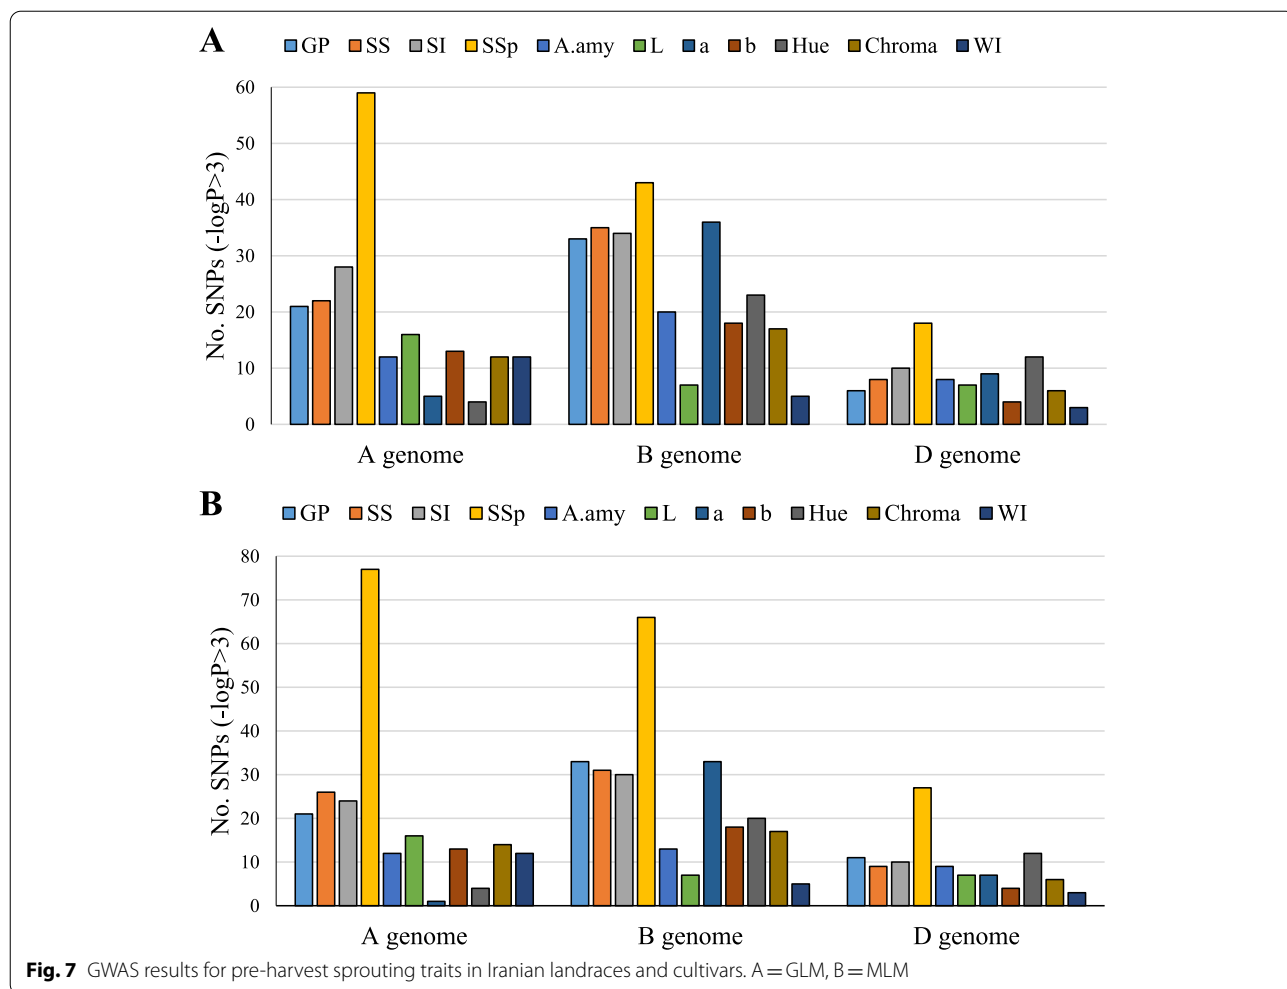 A
GP SS SI SSp A.amy L a b Hue Chroma WI
No. SNPs (-logP>3)
60
50
40
30
20
10
0
A genome B genome D genome
B
GP SS SI SSp A.amy L a b Hue Chroma WI
No. SNPs (-logP>3)
80
70
60
50
40
30
20
10
0
A genome B genome D genome
Fig. 7 GWAS results for pre-harvest sprouting traits in Iranian landraces and cultivars. A = GLM, B = MLM